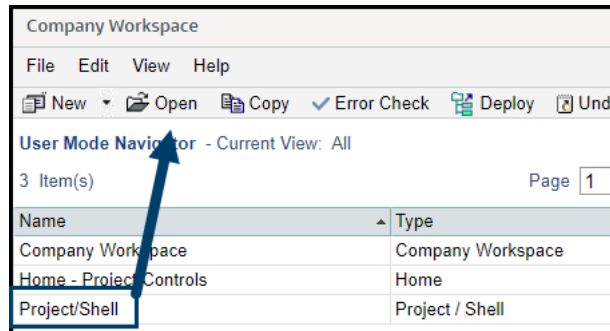 Company Workspace
File Edit View Help
New Open Copy Error Check Deploy Und
User Mode Navigator - Current View: All
3 Item(s) Page 1
Name Type
Company Workspace Company Workspace
Home - Project Controls Home
Project/Shell Project / Shell